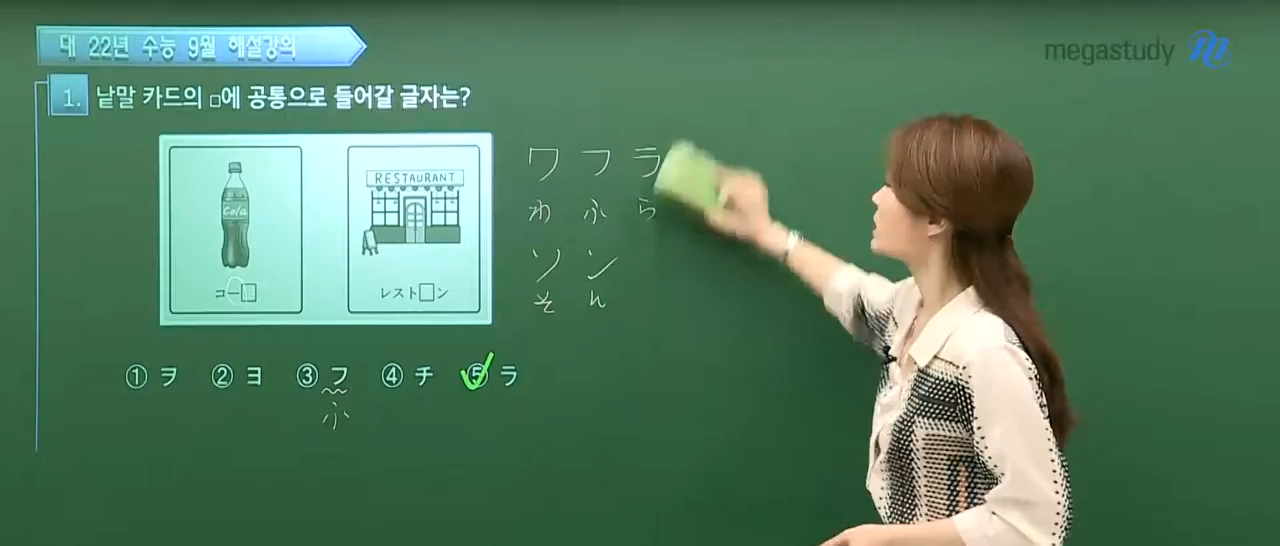 대 22년 수능 9월 해설강의
megastudy
1. 낱말 카드의 □에 공통으로 들어갈 글자는?
RESTAURANT
Cola
コー□
レスト□ン
ワ フ ラ
わ ふ ら
ソ ン
そ ん
① ヲ ② ヨ ③ フ ④ チ ⑤ ラ
ふ